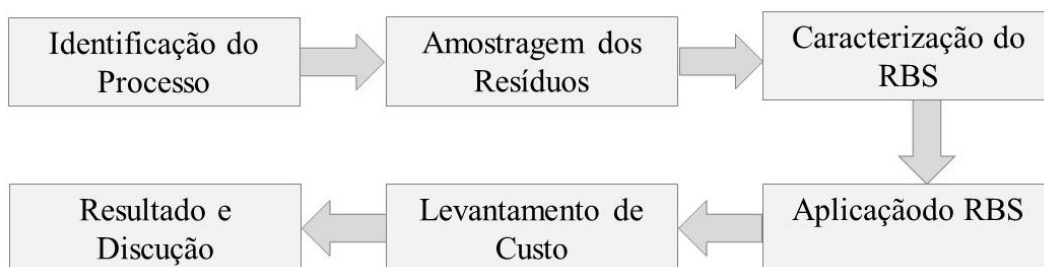 Identificação do
Processo
Amostragem dos
Resíduos
Caracterização do
RBS
Aplicaçãodo RBS
Levantamento de
Custo
Resultado e
Discução